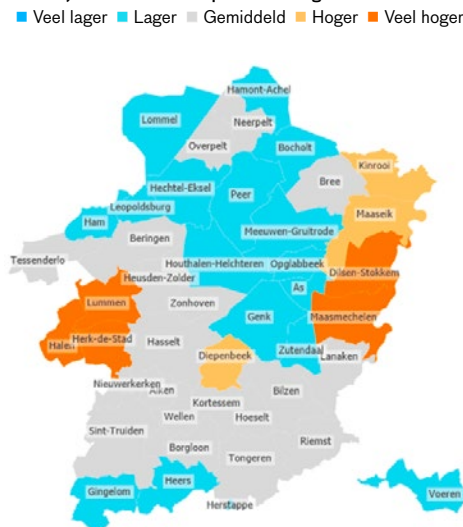 Veel lager Lager Gemiddeld Hoger Veel hoger
Hamont-Achel
Lommel
Neerpelt
Overpelt
Bocholt
Kinrooi
Bree
Hechtel-Eksel
Peer
Leopoldsburg
Maaseik
Ham
Meeuwen-Gruitrode
Beringen
Tessenderlo
Houthalen-Helchteren
Opglabbeek
Dilsen-Stokkem
Heusden-Zolder
As
Lummen
Zonhoven
Genk
Maasmechelen
Halen
Herk-de-Stad
Hasselt
Diepenbeek
Zutendaal
Lanaken
Nieuwerkerken
Alken
Bilzen
Kortessem
Wellen
Hoeselt
Sint-Truiden
Riemst
Borgloon
Tongeren
Heers
Gingelom
Voeren
Herstappe